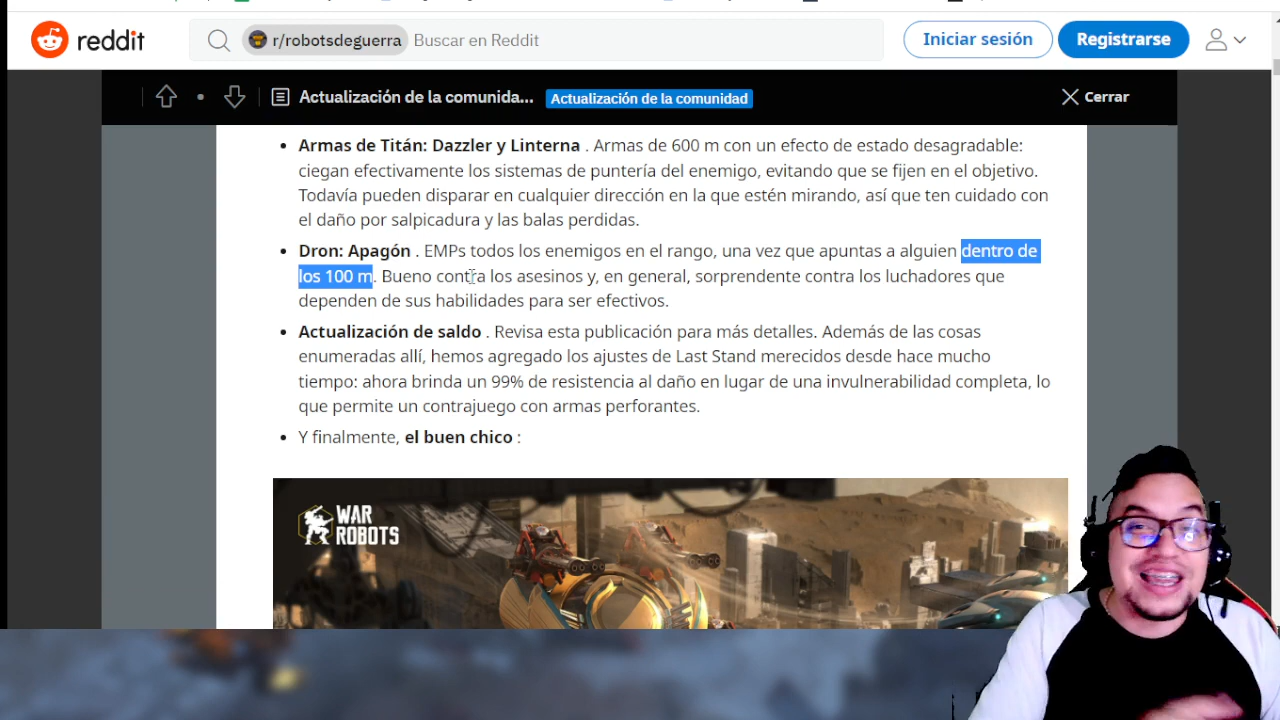 reddit
r/robotsdeguerra
Buscar en Reddit
Iniciar sesión
Registrarse
Actualización de la comunida...
Actualización de la comunidad
Cerrar
Armas de Titán: Dazzler y Linterna . Armas de 600 m con un efecto de estado desagradable:
ciegan efectivamente los sistemas de puntería del enemigo, evitando que se fijen en el objetivo.
Todavía pueden disparar en cualquier dirección en la que estén mirando, así que ten cuidado con
el daño por salpicadura y las balas perdidas.
Dron: Apagón . EMPs todos los enemigos en el rango, una vez que apuntas a alguien dentro de
los 100 m. Bueno contra los asesinos y, en general, sorprendente contra los luchadores que
dependen de sus habilidades para ser efectivos.
Actualización de saldo . Revisa esta publicación para más detalles. Además de las cosas
enumeradas allí, hemos agregado los ajustes de Last Stand merecidos desde hace mucho
tiempo: ahora brinda un 99% de resistencia al daño en lugar de una invulnerabilidad completa, lo
que permite un contrajuego con armas perforantes.
Y finalmente, el buen chico :
WAR
ROBOTS